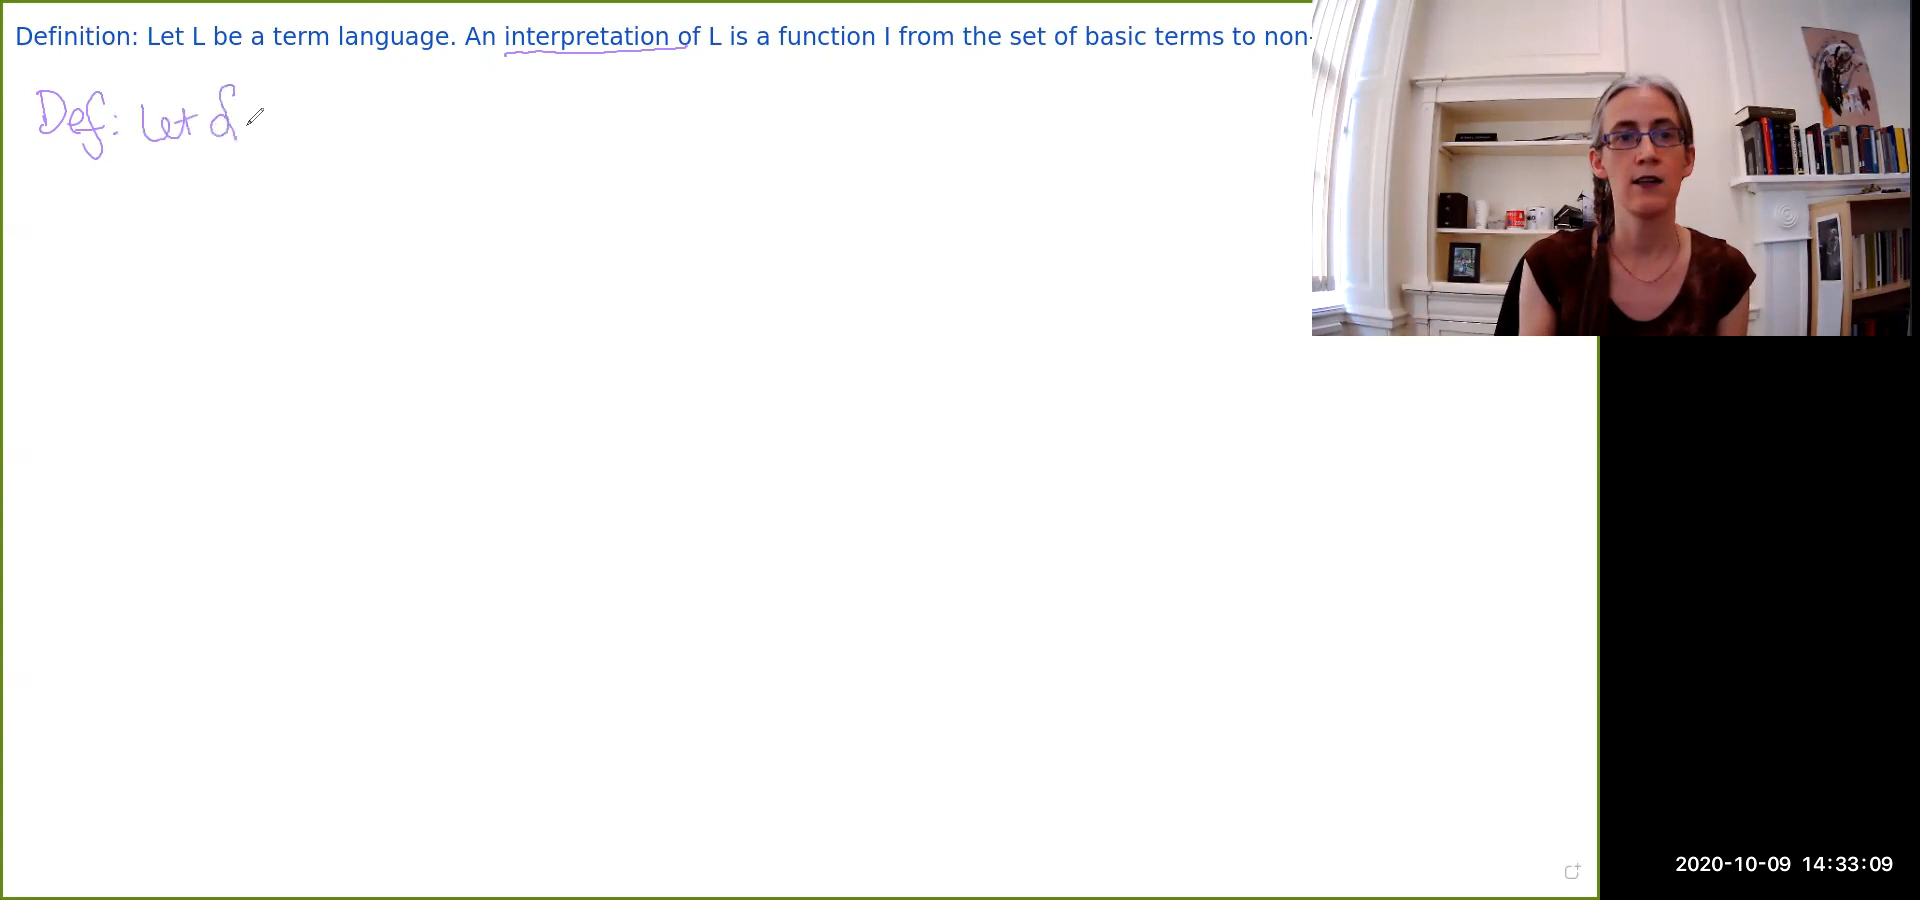 Definition: Let L be a term language. An interpretation of L is a function I from the set of basic terms to non-
Def: Let L
2020-10-09 14:33:09